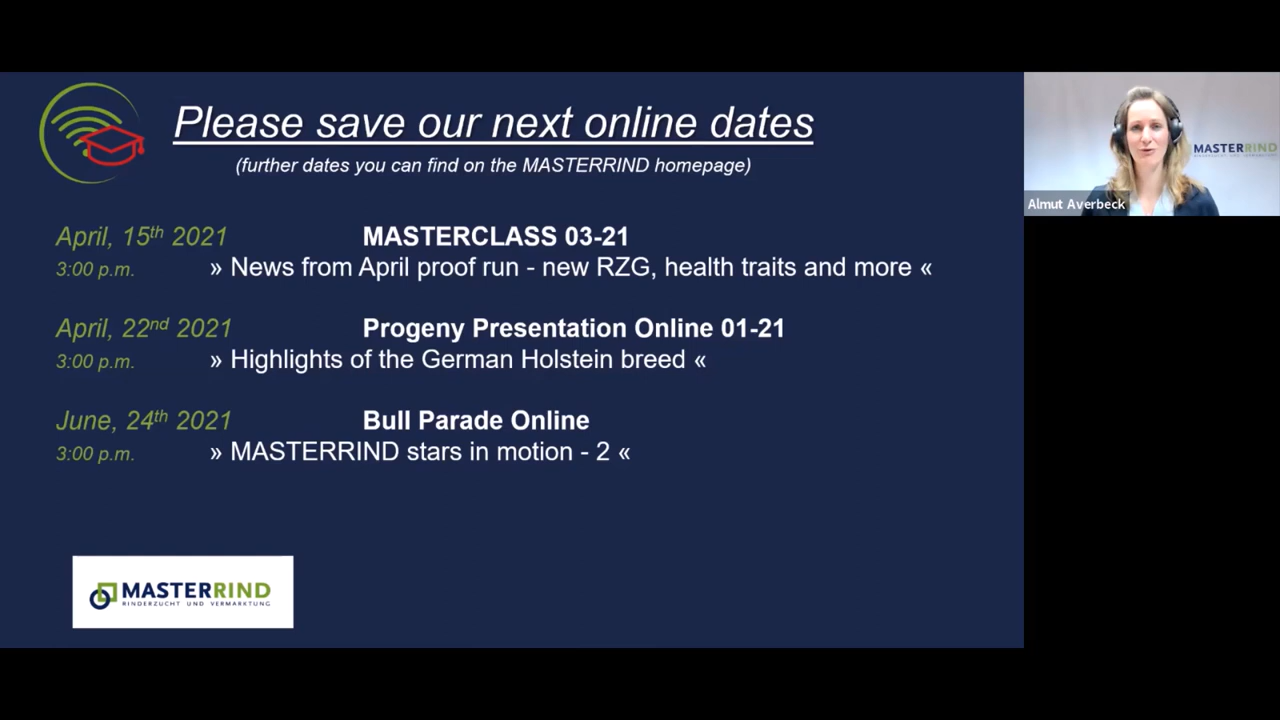 Please save our next online dates
(further dates you can find on the MASTERRIND homepage)
April, 15th 2021 MASTERCLASS 03-21
3:00 p.m. » News from April proof run - new RZG, health traits and more «
April, 22nd 2021 Progeny Presentation Online 01-21
3:00 p.m. » Highlights of the German Holstein breed «
June, 24th 2021 Bull Parade Online
3:00 p.m. » MASTERRIND stars in motion - 2 «
MASTERRIND
RINDERZUCHT UND VERMARKTUNG
MASTERRIND
RINDERZUCHT UND VERMARKTUNG
Almut Averbeck